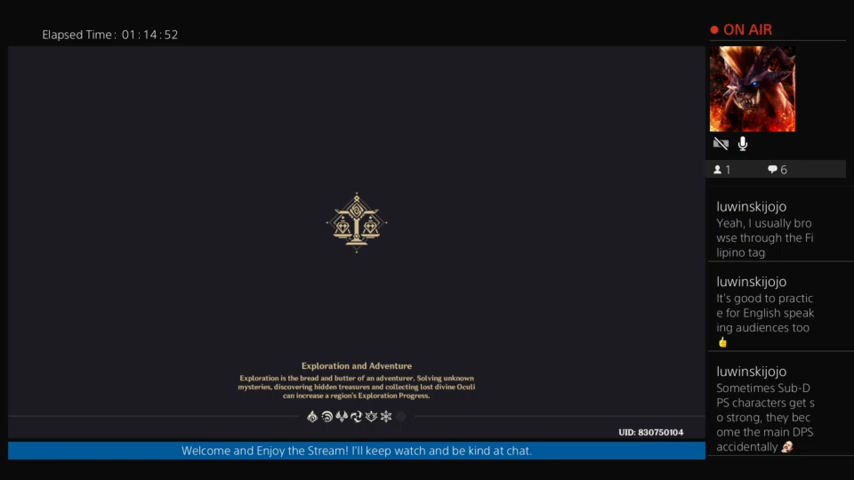 Elapsed Time: 01:14:52
ON AIR
1
6
luwinskijojo
Yeah, I usually bro
wse through the Fi
lipino tag
luwinskijojo
It's good to practic
e for English speak
ing audiences too
👍
luwinskijojo
Sometimes Sub-D
PS characters get s
o strong, they bec
ome the main DPS
accidentally
Exploration and Adventure
Exploration is the bread and butter of an adventurer. Solving unknown
mysteries, discovering hidden treasures and collecting lost divine Oculi
can increase a region's Exploration Progress.
UID: 830750104
Welcome and Enjoy the Stream! I'll keep watch and be kind at chat.